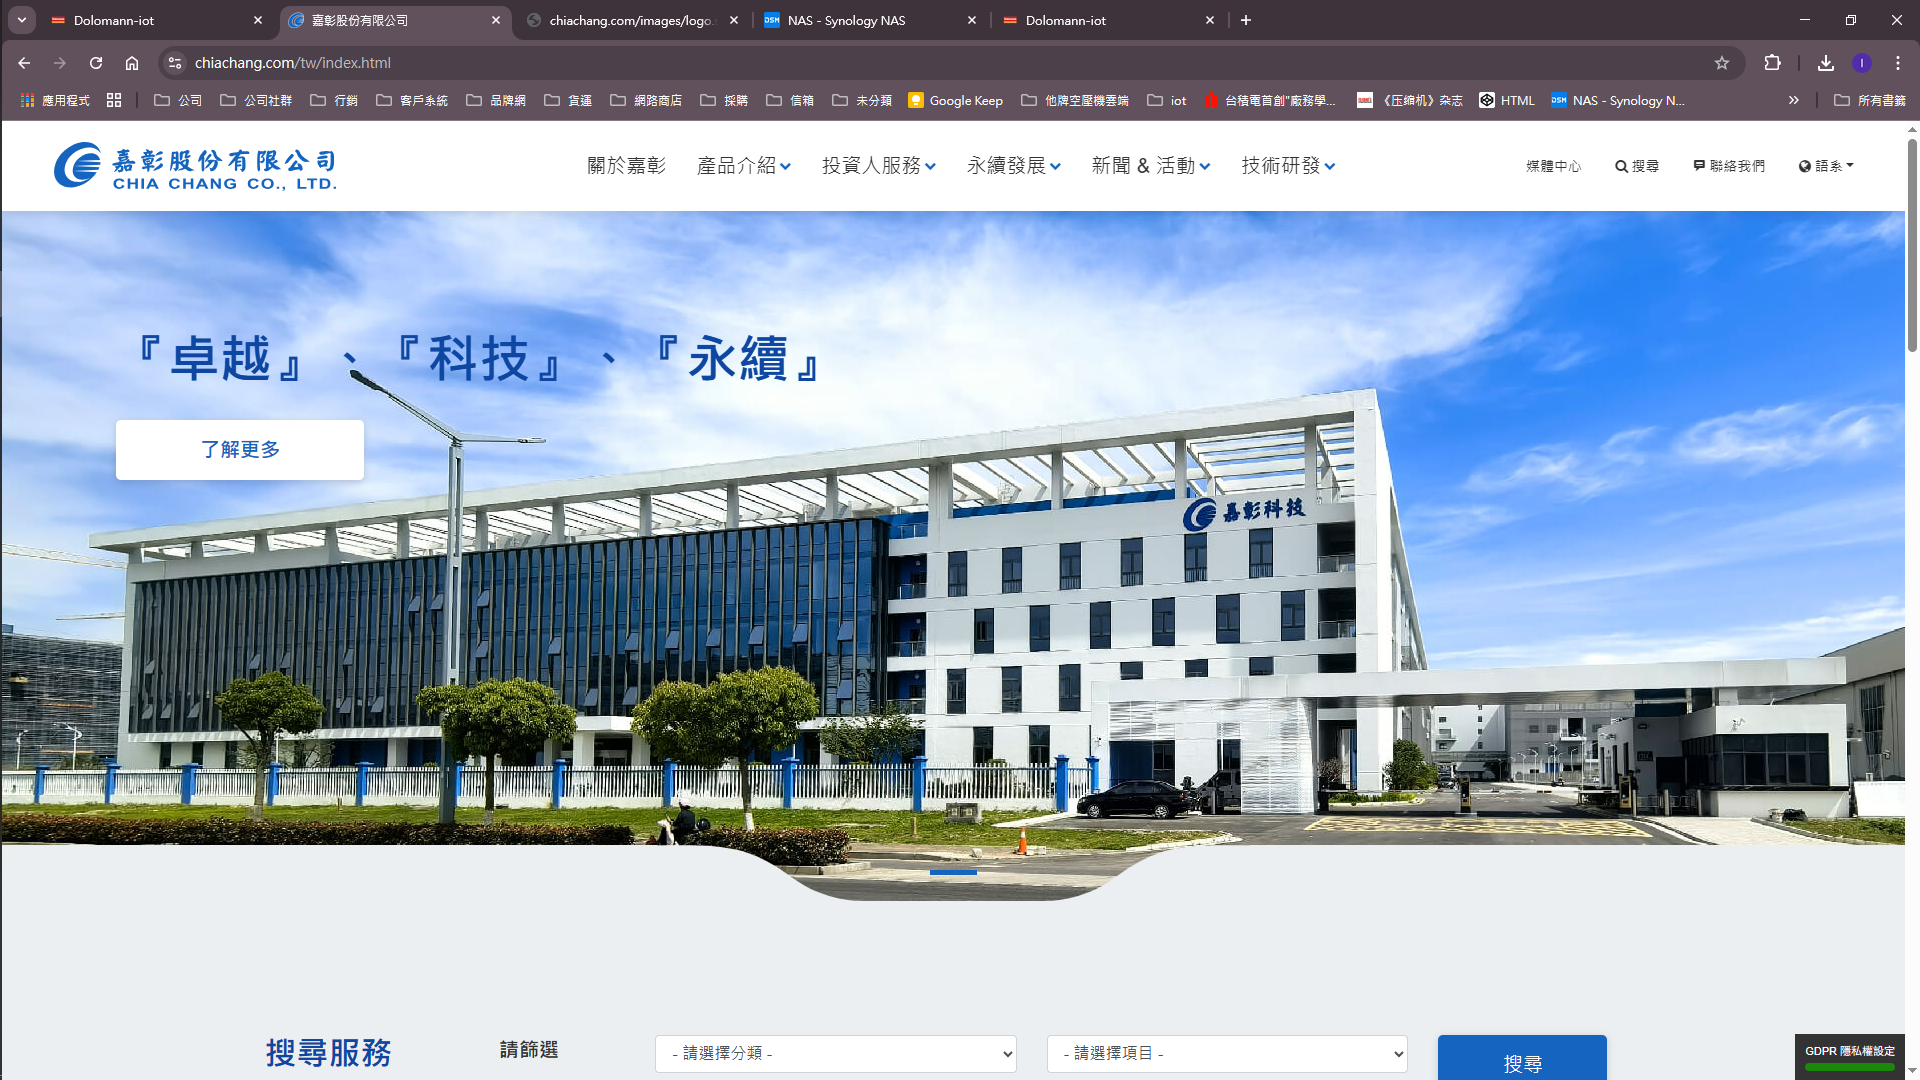 Dolomann-iot
嘉彰股份有限公司
chiachang.com/images/logo.
NAS - Synology NAS
Dolomann-iot
chiachang.com/tw/index.html
I
應用程式
公司
公司社群
行銷
客戶系統
品牌網
貨運
網路商店
採購
信箱
未分類
Google Keep
他牌空壓機雲端
iot
台積電首創"廠務學...
《压缩机》杂志
HTML
DSM
NAS - Synology N...
所有書籤
嘉彰股份有限公司
CHIA CHANG CO., LTD.
關於嘉彰
產品介紹
投資人服務
永續發展
新聞 & 活動
技術研發
媒體中心
搜尋
聯絡我們
語系
『卓越』、『科技』、『永續』
了解更多
嘉彰科技
搜尋服務
請篩選
- 請選擇分類 -
- 請選擇項目 -
搜尋
GDPR 隱私權設定